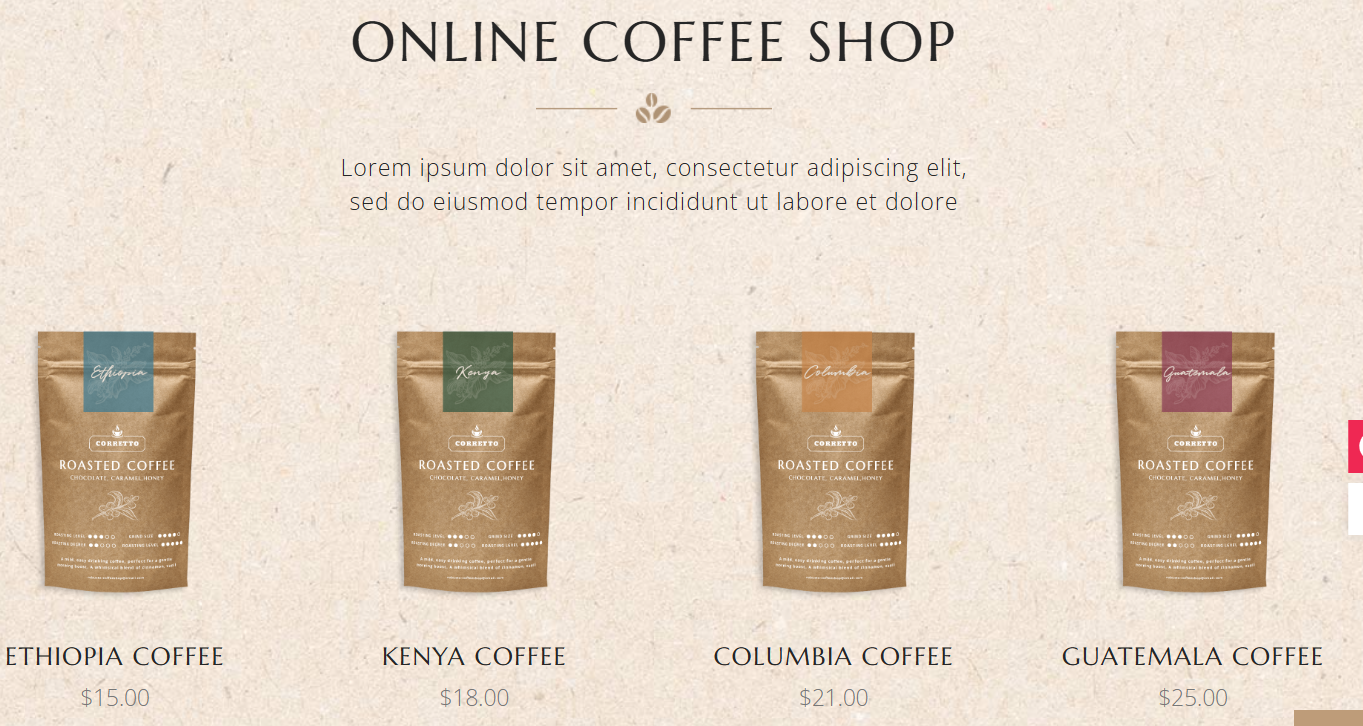 ONLINE COFFEE SHOP
Lorem ipsum dolor sit amet, consectetur adipiscing elit,
sed do eiusmod tempor incididunt ut labore et dolore
Ethiopia
CORRETTO
ROASTED COFFEE
CHOCOLATE, CARAMEL,HONEY
Kenya
CORRETTO
ROASTED COFFEE
CHOCOLATE, CARAMEL,HONEY
Columbia
CORRETTO
ROASTED COFFEE
CHOCOLATE, CARAMEL,HONEY
Guatemala
CORRETTO
ROASTED COFFEE
CHOCOLATE, CARAMEL,HONEY
ETHIOPIA COFFEE
$15.00
KENYA COFFEE
$18.00
COLUMBIA COFFEE
$21.00
GUATEMALA COFFEE
$25.00